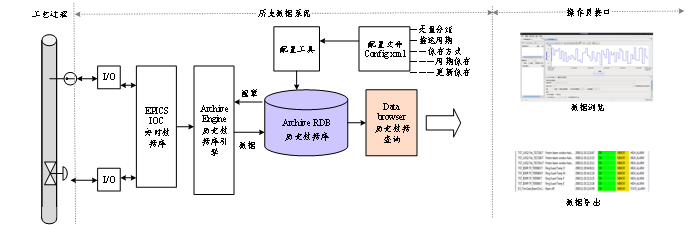 工艺过程
历史数据系统
操作员接口
I/O
I/O
EPICS
IOC
实时数
据库
Archire
Engine
历史数
据库引
擎
配置
数据
配置工具
配置文件
Config.xml
变量分组
描述周期
保存方式
周期保存
更新保存
Archire RDB
历史数据库
Data
browser
历史数据
查询
数据浏览
数据导出